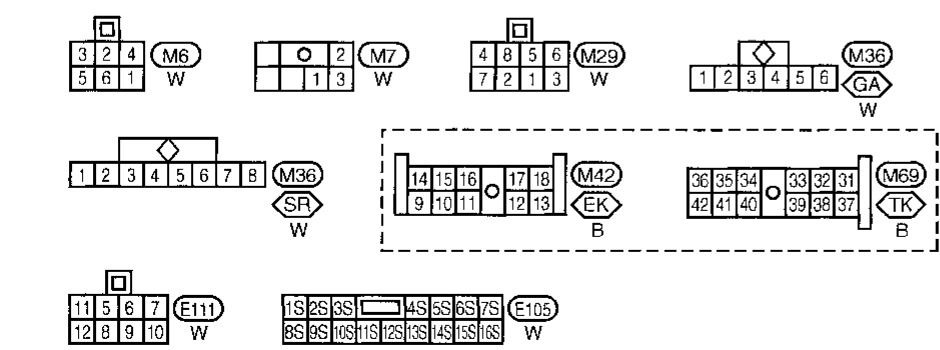 3 2 4 M6
5 6 1 W
2 M7
1 3 W
4 8 5 6 M29
7 2 1 3 W
1 2 3 4 5 6 M36
GA
W
1 2 3 4 5 6 7 8 M36
SR
W
14 15 16 17 18 M42
9 10 11 12 13 EK
B
36 35 34 33 32 31 M69
42 41 40 39 38 37 TK
B
11 5 6 7 E111
12 8 9 10 W
1S 2S 3S 4S 5S 6S 7S E105
8S 9S 10S 11S 12S 13S 14S 15S 16S W